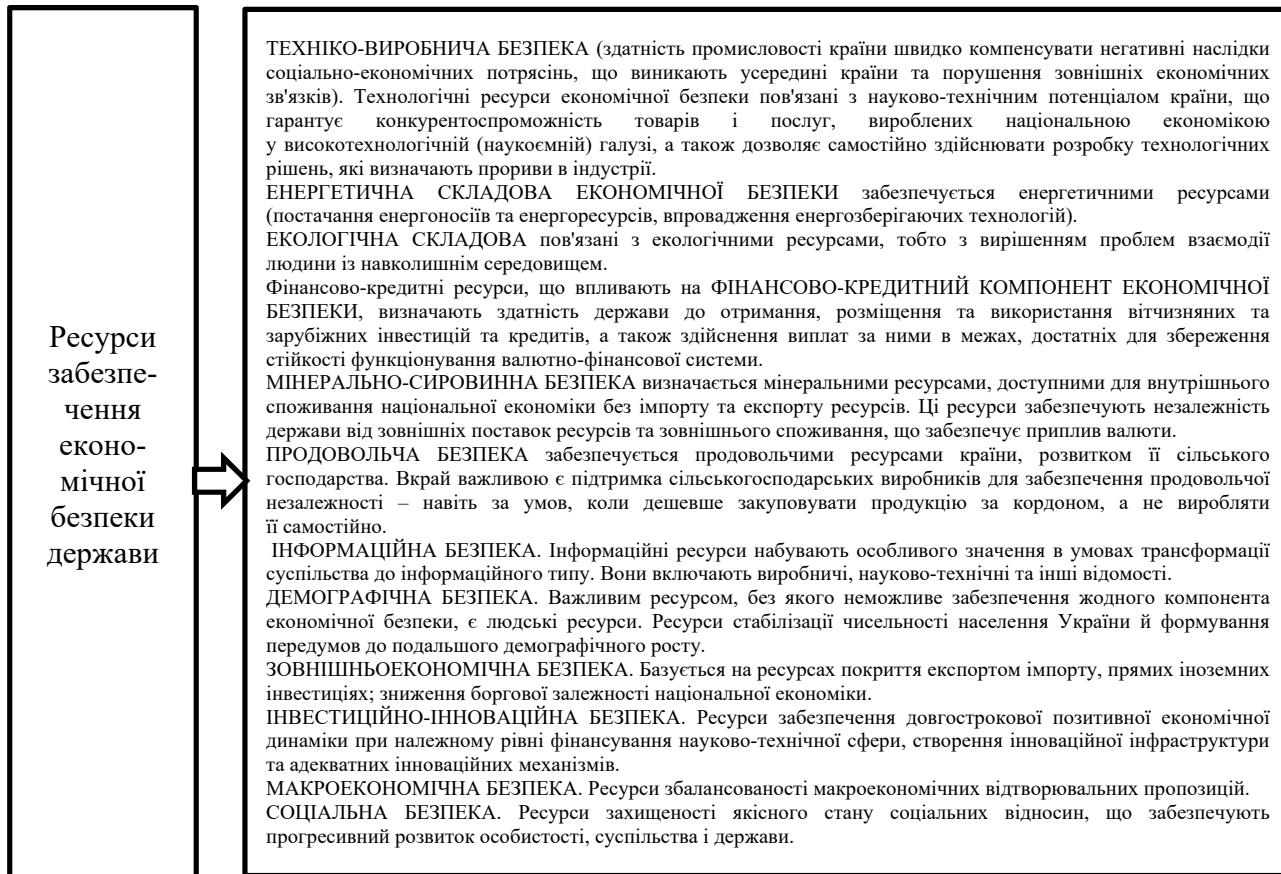 Ресурси
забезпе-
чення
еконо-
мічної
безпеки
держави
ТЕХНІКО-ВИРОБНИЧА БЕЗПЕКА (здатність промисловості країни швидко компенсувати негативні наслідки
соціально-економічних потрясінь, що виникають усередині країни та порушення зовнішніх економічних
зв'язків). Технологічні ресурси економічної безпеки пов'язані з науково-технічним потенціалом країни, що
гарантує конкурентоспроможність товарів і послуг, вироблених національною економікою
у високотехнологічній (наукоємній) галузі, а також дозволяє самостійно здійснювати розробку технологічних
рішень, які визначають прориви в індустрії.
ЕНЕРГЕТИЧНА СКЛАДОВА ЕКОНОМІЧНОЇ БЕЗПЕКИ забезпечується енергетичними ресурсами
(постачання енергоносіїв та енергоресурсів, впровадження енергозберігаючих технологій).
ЕКОЛОГІЧНА СКЛАДОВА пов'язані з екологічними ресурсами, тобто з вирішенням проблем взаємодії
людини із навколишнім середовищем.
Фінансово-кредитні ресурси, що впливають на ФІНАНСОВО-КРЕДИТНИЙ КОМПОНЕНТ ЕКОНОМІЧНОЇ
БЕЗПЕКИ, визначають здатність держави до отримання, розміщення та використання вітчизняних та
зарубіжних інвестицій та кредитів, а також здійснення виплат за ними в межах, достатніх для збереження
стійкості функціонування валютно-фінансової системи.
МІНЕРАЛЬНО-СИРОВИННА БЕЗПЕКА визначається мінеральними ресурсами, доступними для внутрішнього
споживання національної економіки без імпорту та експорту ресурсів. Ці ресурси забезпечують незалежність
держави від зовнішніх поставок ресурсів та зовнішнього споживання, що забезпечує приплив валюти.
ПРОДОВОЛЬЧА БЕЗПЕКА забезпечується продовольчими ресурсами країни, розвитком її сільського
господарства. Вкрай важливою є підтримка сільськогосподарських виробників для забезпечення продовольчої
незалежності – навіть за умов, коли дешевше закуповувати продукцію за кордоном, а не виробляти
її самостійно.
ІНФОРМАЦІЙНА БЕЗПЕКА. Інформаційні ресурси набувають особливого значення в умовах трансформації
суспільства до інформаційного типу. Вони включають виробничі, науково-технічні та інші відомості.
ДЕМОГРАФІЧНА БЕЗПЕКА. Важливим ресурсом, без якого неможливе забезпечення жодного компонента
економічної безпеки, є людські ресурси. Ресурси стабілізації чисельності населення України й формування
передумов до подальшого демографічного росту.
ЗОВНІШНЬОЕКОНОМІЧНА БЕЗПЕКА. Базується на ресурсах покриття експортом імпорту, прямих іноземних
інвестиціях; зниження боргової залежності національної економіки.
ІНВЕСТИЦІЙНО-ІННОВАЦІЙНА БЕЗПЕКА. Ресурси забезпечення довгострокової позитивної економічної
динаміки при належному рівні фінансування науково-технічної сфери, створення інноваційної інфраструктури
та адекватних інноваційних механізмів.
МАКРОЕКОНОМІЧНА БЕЗПЕКА. Ресурси збалансованості макроекономічних відтворювальних пропозицій.
СОЦІАЛЬНА БЕЗПЕКА. Ресурси захищеності якісного стану соціальних відносин, що забезпечують
прогресивний розвиток особистості, суспільства і держави.